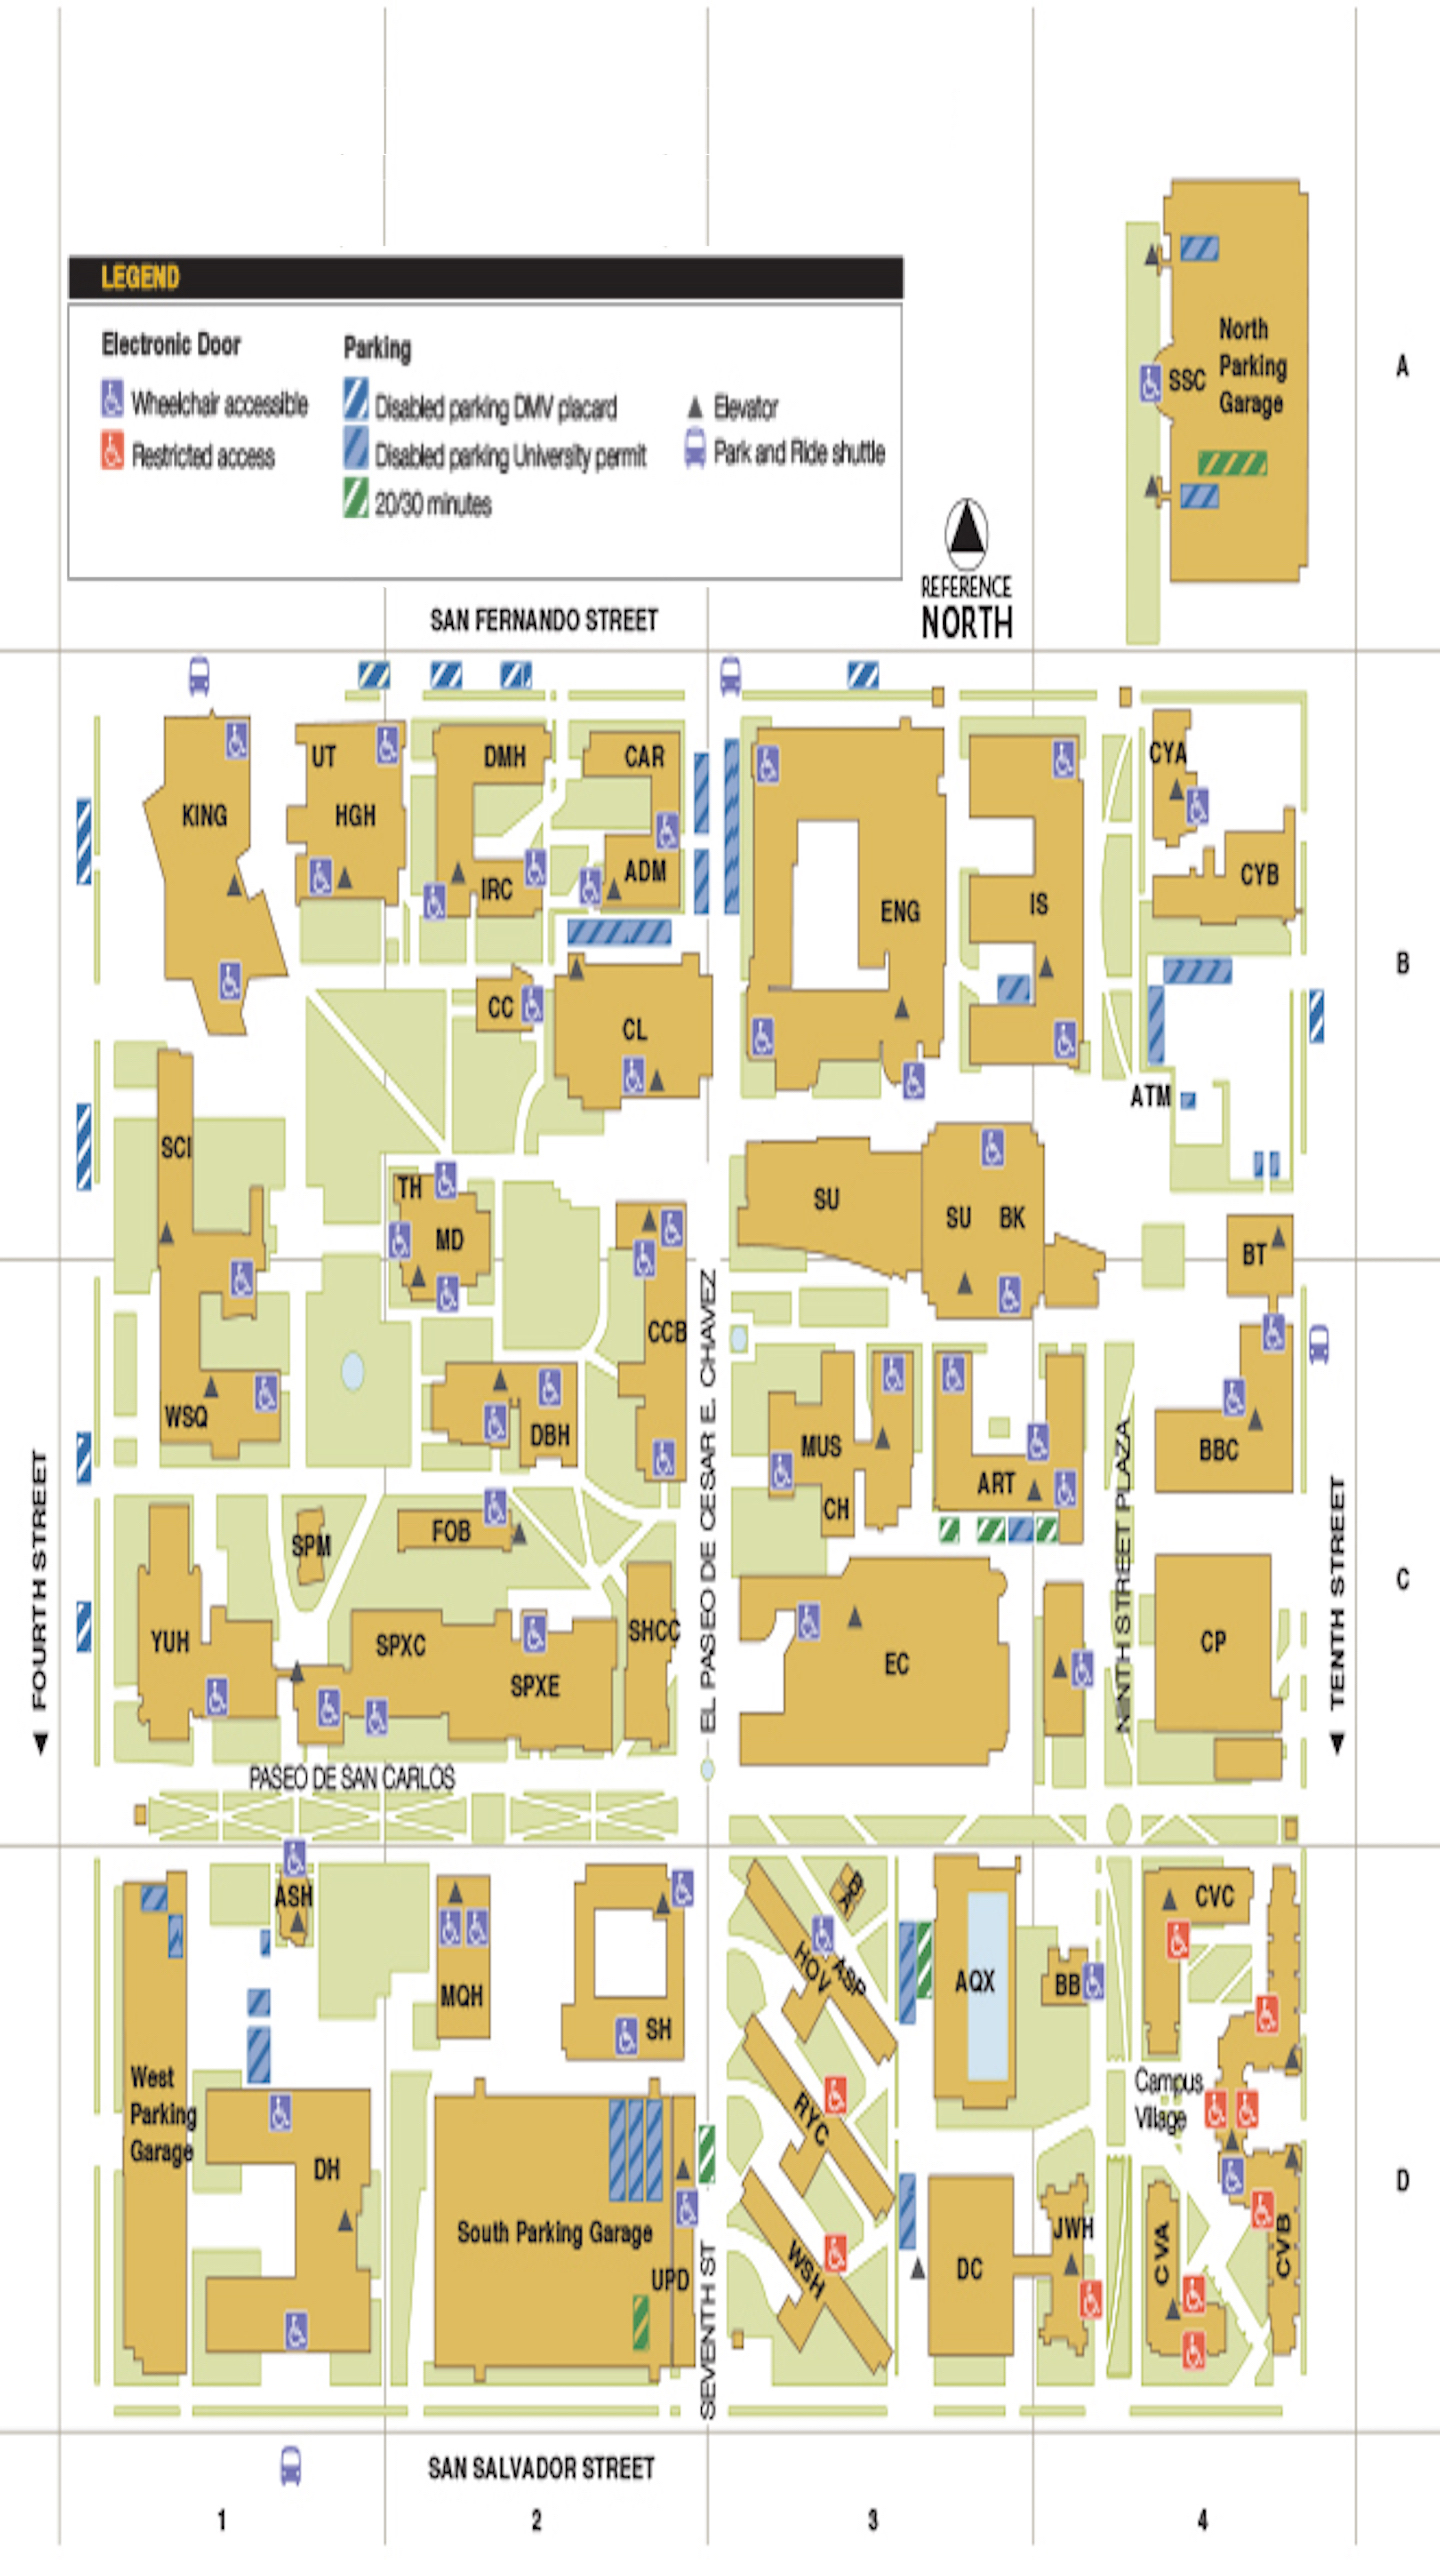 LEGEND
Electronic Door
Wheelchair accessible
Restricted access
Parking
Disabled parking DMV placard
Disabled parking University permit
20/30 minutes
Elevator
Park and Ride shuttle
REFERENCE
NORTH
North
Parking
Garage
SSC
A
SAN FERNANDO STREET
KING
UT
HGH
DMH
IRC
CAR
ADM
ENG
IS
CYA
CYB
B
CC
CL
ATM
SCI
TH
MD
SU
SU
BK
BT
CCB
WSQ
DBH
MUS
CH
ART
BBC
EL PASEO DE CESAR E. CHAVEZ
NINTH STREET PLAZA
FOURTH STREET
TENTH STREET
SPM
FOB
C
YUH
SPXC
SPXE
SHCC
EC
CP
PASEO DE SAN CARLOS
ASH
MQH
SH
BA
HOV
ASP
AQX
BB
CVC
West
Parking
Garage
DH
RYC
Campus
Village
D
South Parking Garage
UPD
SEVENTH ST
WSH
DC
JWH
CVA
CVB
SAN SALVADOR STREET
1
2
3
4